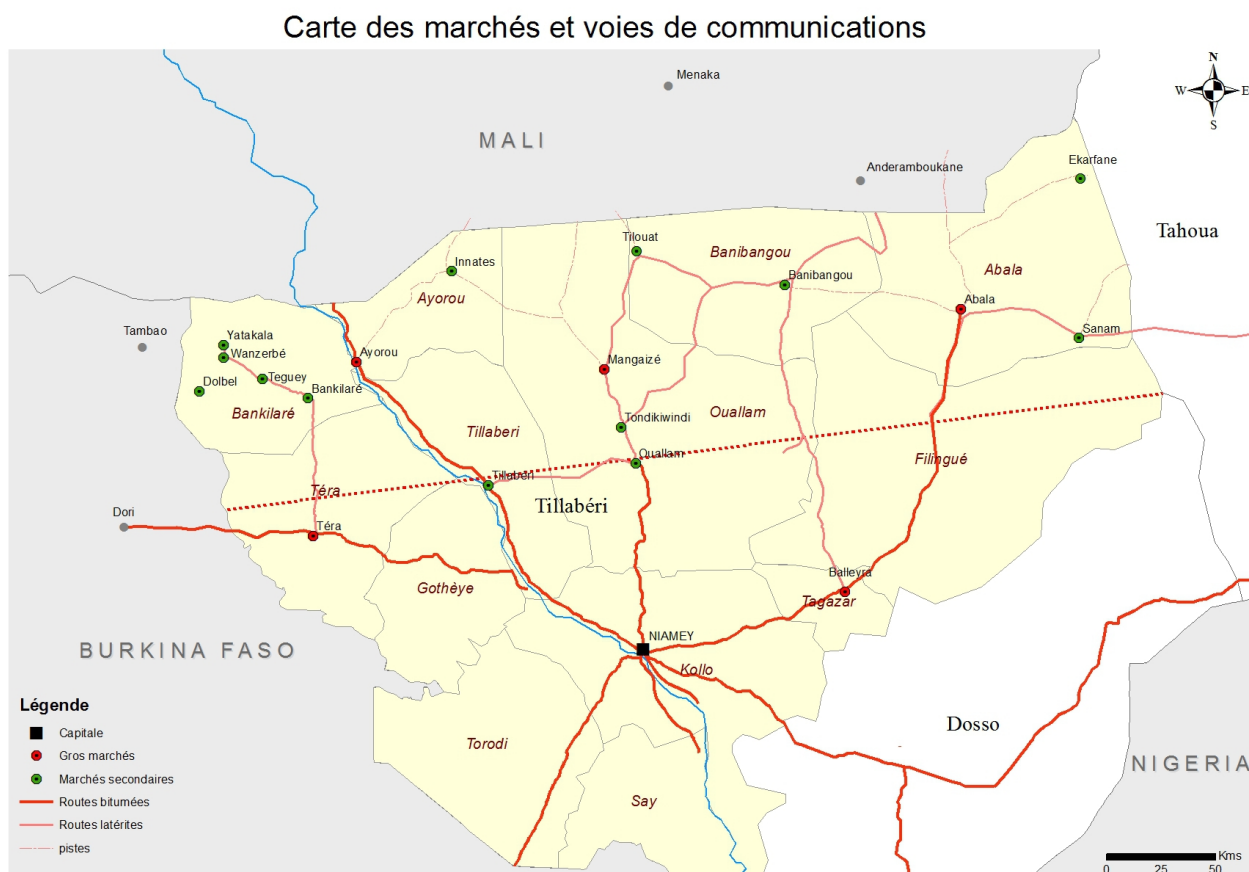 Carte des marchés et voies de communications
Menaka
N
W
E
S
MALI
Anderamboukane
Ekarfane
Tahoua
Tilouat
Banibangou
Innates
Banibangou
Abala
Ayorou
Abala
Tambao
Yatakala
Wanzerbé
Ayorou
Sanam
Teguey
Mangaizé
Dolbel
Bankilaré
Bankilaré
Tondikiwindi
Ouallam
Tillaberi
Ouallam
Filingué
Tillabéri
Téra
Tillabéri
Dori
Téra
Gothèye
Balleyra
Tagazar
BURKINA FASO
NIAMEY
Kollo
Légende
Capitale
Gros marchés
Marchés secondaires
Routes bitumées
Routes latérites
pistes
Torodi
Dosso
NIGERIA
Say
Kms
0
25
50